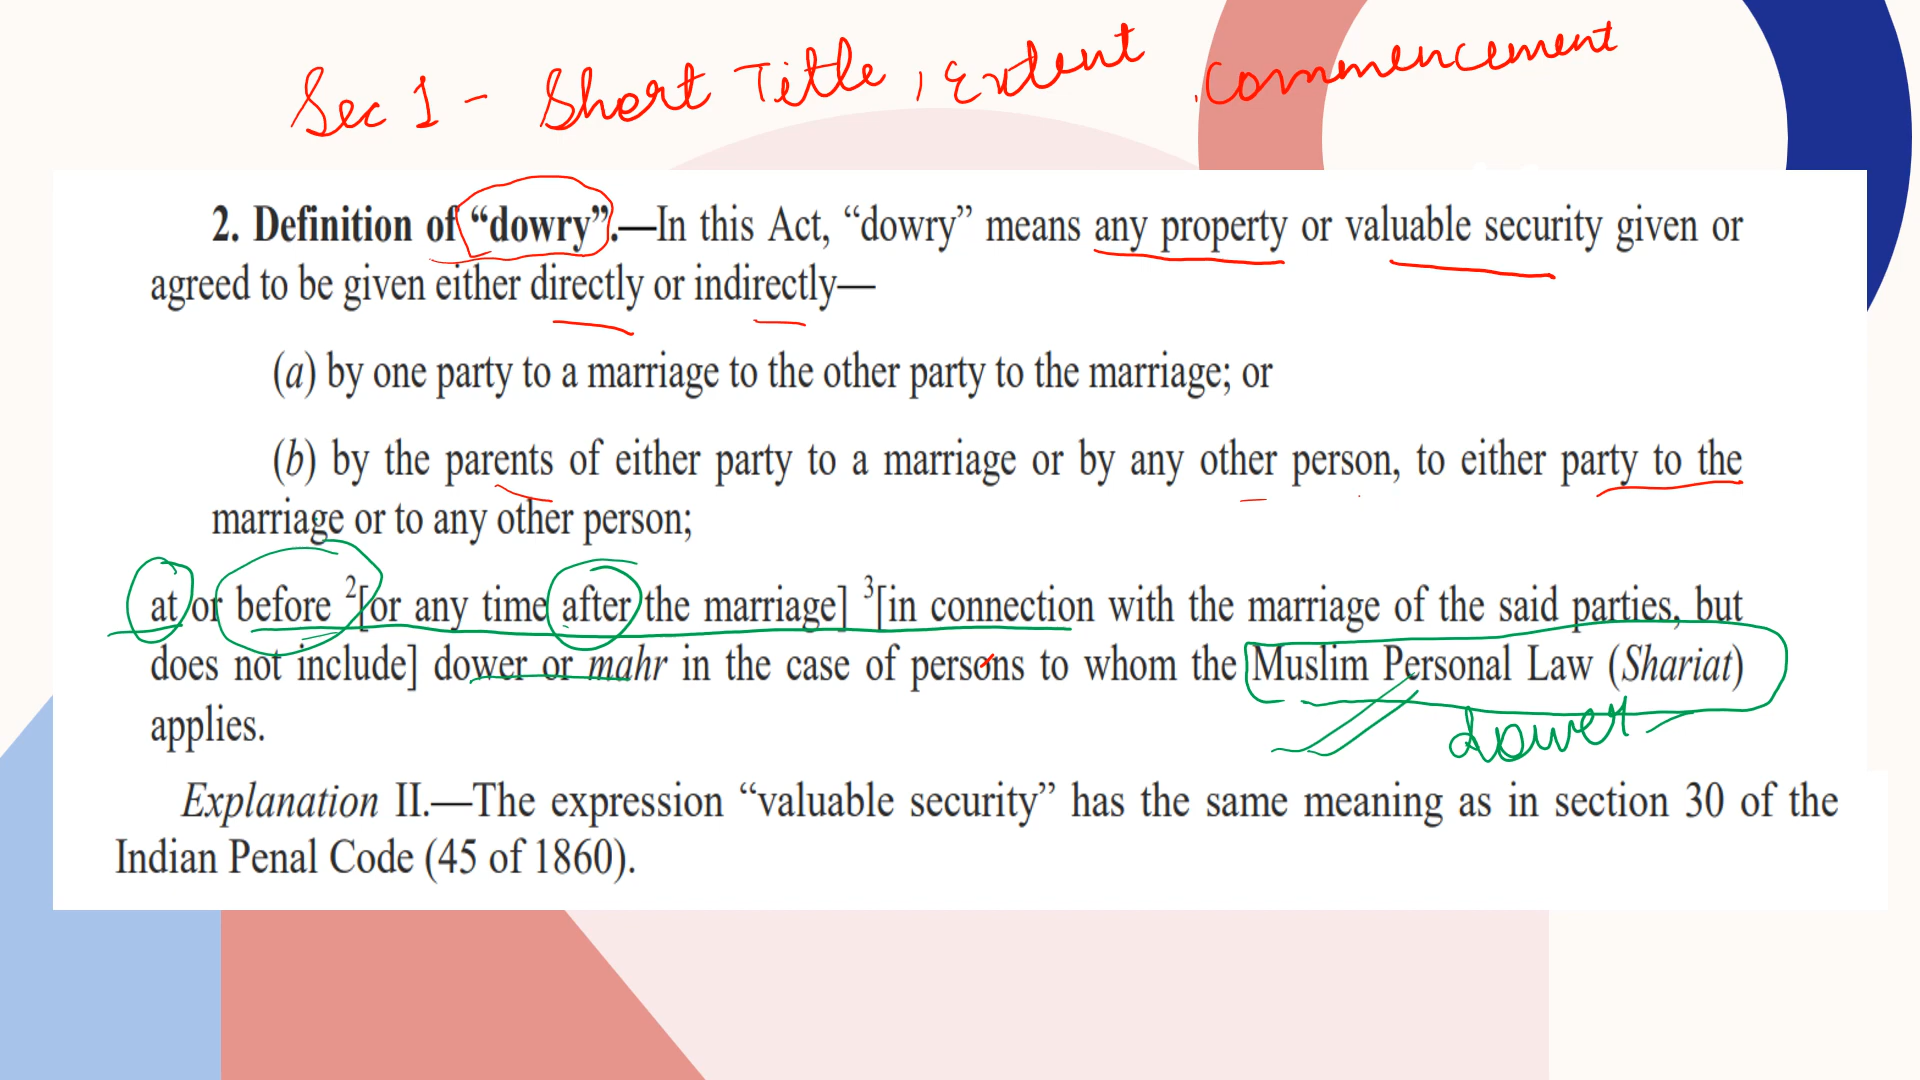 Sec 1 - Short Title, Extent, Commencement
2. Definition of “dowry”.—In this Act, “dowry” means any property or valuable security given or
agreed to be given either directly or indirectly—
(a) by one party to a marriage to the other party to the marriage; or
(b) by the parents of either party to a marriage or by any other person, to either party to the
marriage or to any other person;
at or before 2[or any time after the marriage] 3[in connection with the marriage of the said parties, but
does not include] dower or mahr in the case of persons to whom the Muslim Personal Law (Shariat)
applies.
dower
Explanation II.—The expression “valuable security” has the same meaning as in section 30 of the
Indian Penal Code (45 of 1860).